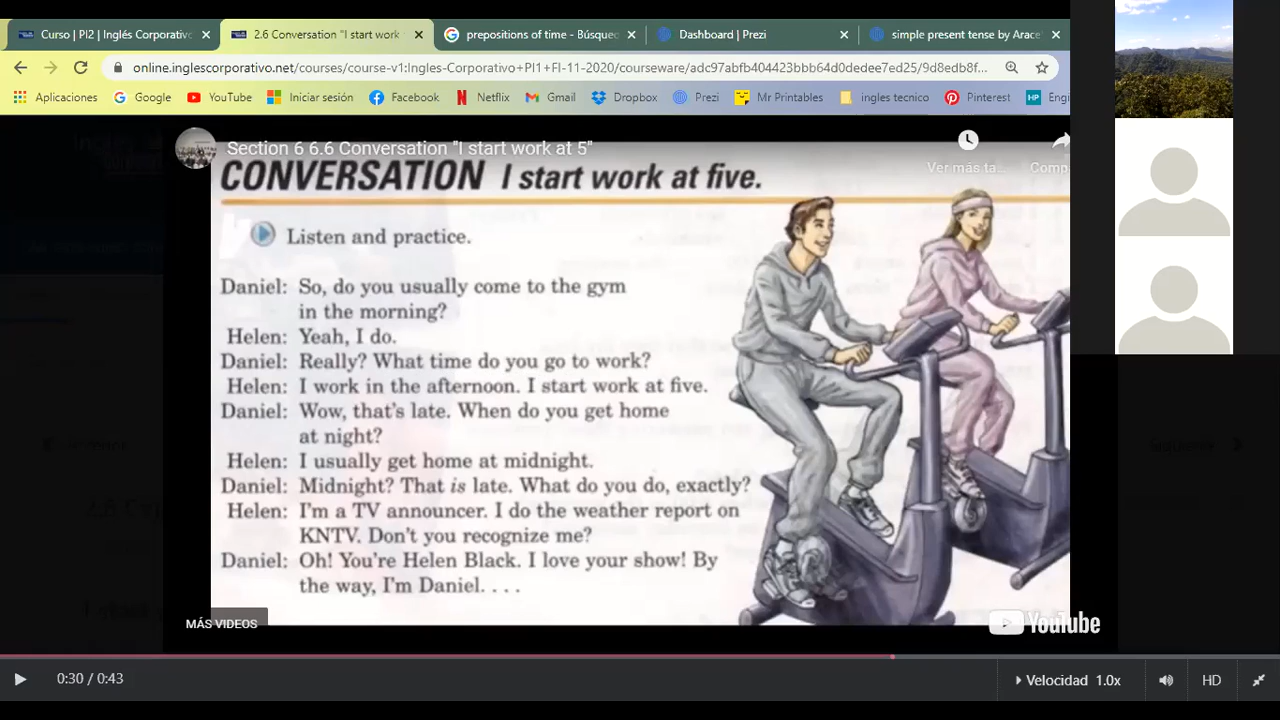 Curso | PI2 | Inglés Corporativo
2.6 Conversation "I start work
prepositions of time - Búsqued
Dashboard | Prezi
simple present tense by Arace
online.inglescorporativo.net/courses/course-v1:Ingles-Corporativo+PI1+FI-11-2020/courseware/adc97abfb404423bbb64d0dedee7ed25/9d8edb8f...
Aplicaciones
Google
YouTube
Iniciar sesión
Facebook
Netflix
Gmail
Dropbox
Prezi
Mr Printables
ingles tecnico
Pinterest
HP
Engl
Section 6 6.6 Conversation "I start work at 5"
Ver más ta...
Comp
CONVERSATION I start work at five.
Listen and practice.
Daniel: So, do you usually come to the gym
in the morning?
Helen: Yeah, I do.
Daniel: Really? What time do you go to work?
Helen: I work in the afternoon. I start work at five.
Daniel: Wow, that's late. When do you get home
at night?
Helen: I usually get home at midnight.
Daniel: Midnight? That is late. What do you do, exactly?
Helen: I'm a TV announcer. I do the weather report on
KNTV. Don't you recognize me?
Daniel: Oh! You're Helen Black. I love your show! By
the way, I'm Daniel. . . .
MÁS VIDEOS
YouTube
0:30 / 0:43
Velocidad 1.0x
HD